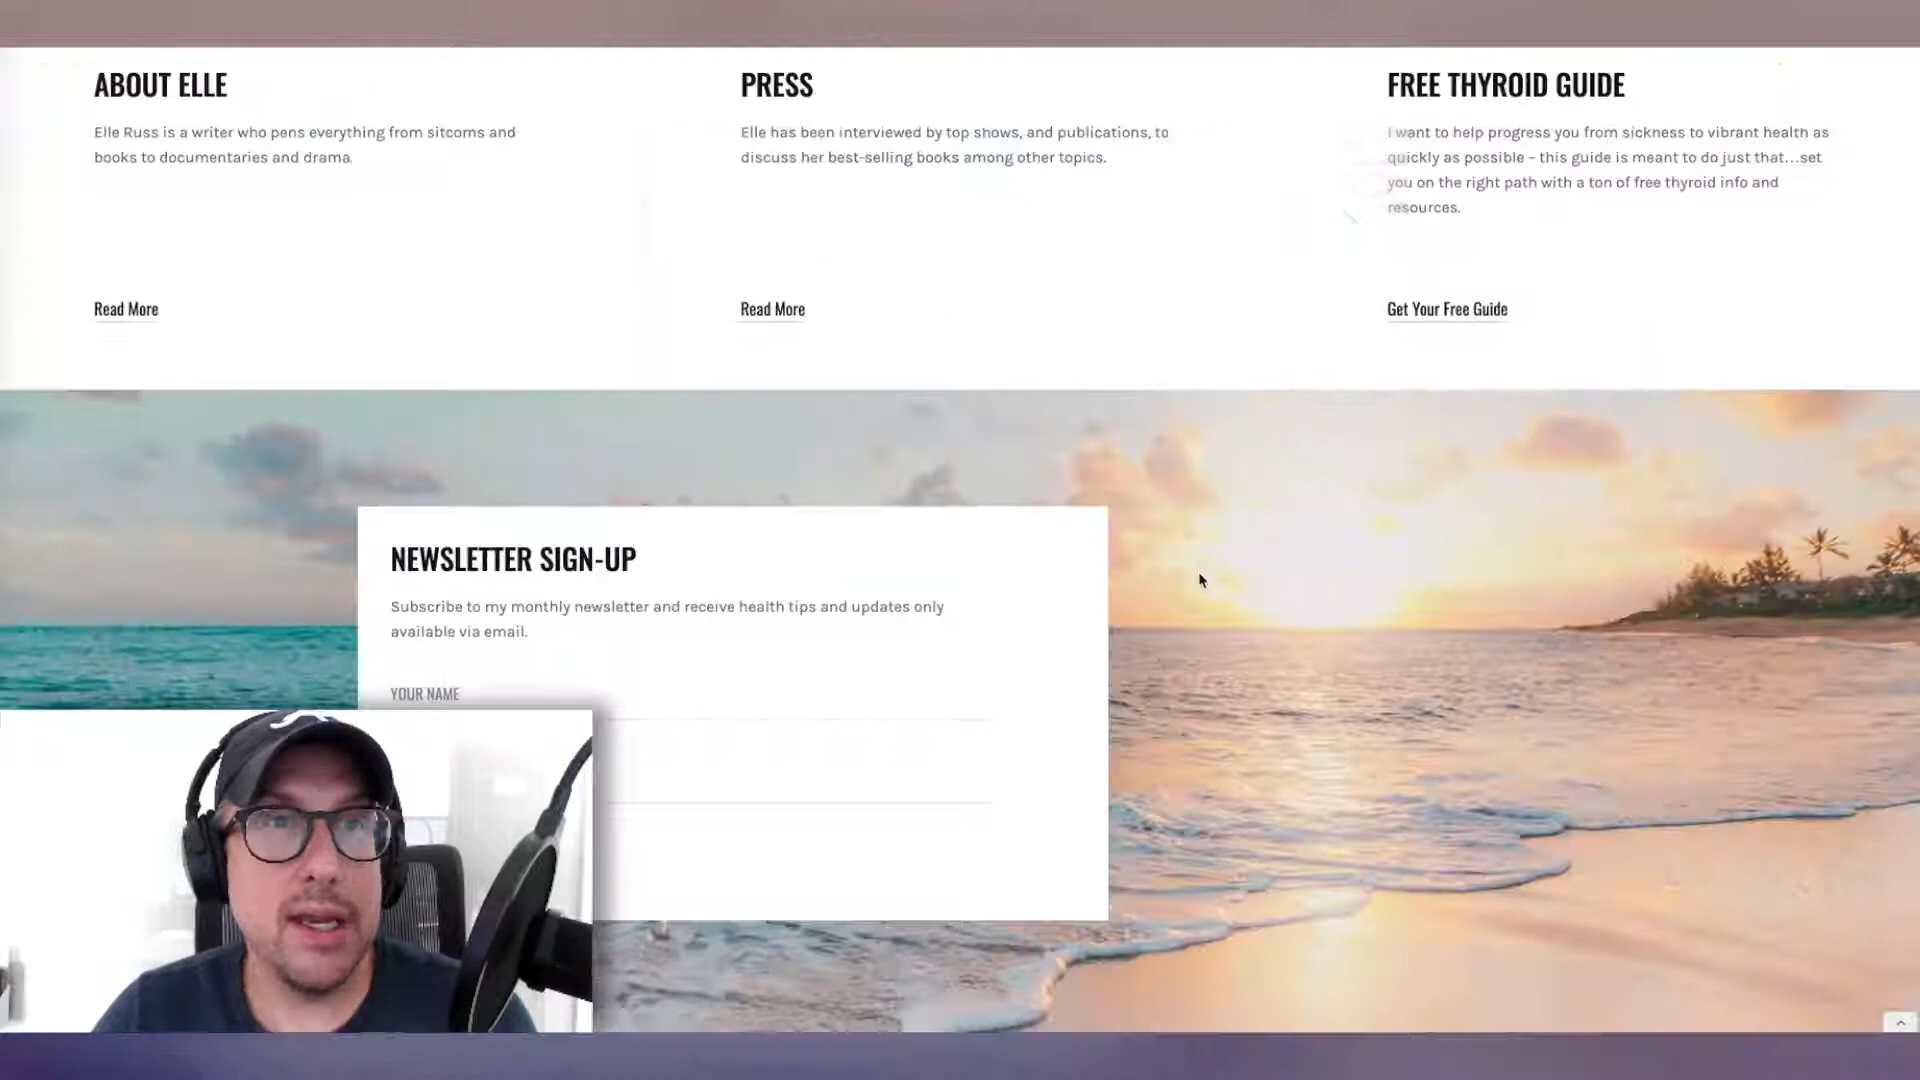 ABOUT ELLE
Elle Russ is a writer who pens everything from sitcoms and
books to documentaries and drama.
Read More
PRESS
Elle has been interviewed by top shows, and publications, to
discuss her best-selling books among other topics.
Read More
FREE THYROID GUIDE
I want to help progress you from sickness to vibrant health as
quickly as possible – this guide is meant to do just that...set
you on the right path with a ton of free thyroid info and
resources.
Get Your Free Guide
NEWSLETTER SIGN-UP
Subscribe to my monthly newsletter and receive health tips and updates only
available via email.
YOUR NAME